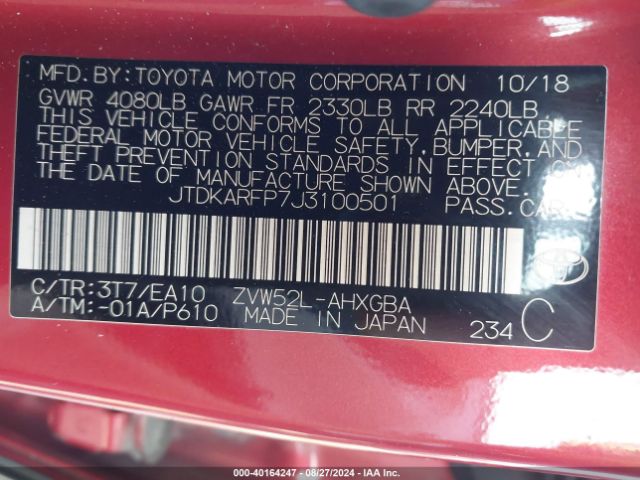 MFD.BY:TOYOTA MOTOR CORPORATION 10/18
GVWR 4080LB GAWR FR 2330LB RR 2240LB
THIS VEHICLE CONFORMS TO ALL APPLICABLE
FEDERAL MOTOR VEHICLE SAFETY,BUMPER,AND
THEFT PREVENTION STANDARDS IN EFFECT ON
THE DATE OF MANUFACTURE SHOWN ABOVE.
JTDKARFP7J3100501 PASS.CAR
C/TR:3T7/EA10 ZVW52L-AHXGBA
A/TM:-01A/P610 MADE IN JAPAN 234 C
000-40164247 - 08/27/2024 - IAA Inc.